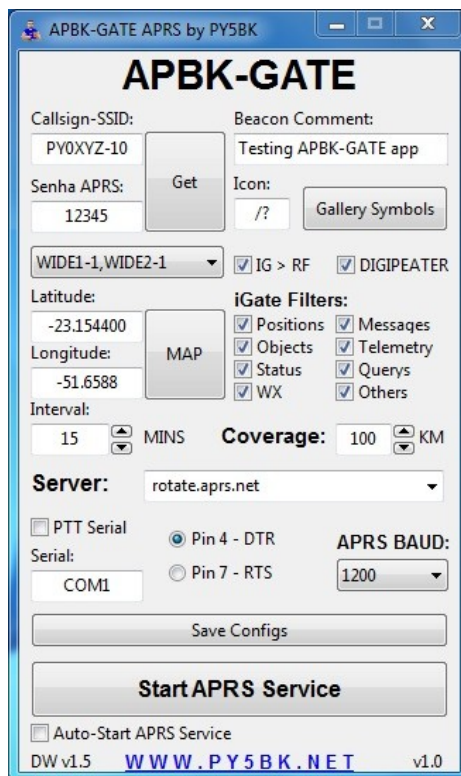 APBK-GATE APRS by PY5BK
APBK-GATE
Callsign-SSID: Beacon Comment:
PY0XYZ-10 Get Testing APBK-GATE app
Senha APRS: Icon:
12345 /? Gallery Symbols
WIDE1-1,WIDE2-1 IG > RF DIGIPEATER
Latitude: iGate Filters:
-23.154400 MAP Positions Messages
Longitude: Objects Telemetry
-51.6588 Status Querys
WX Others
Interval:
15 MINS Coverage: 100 KM
Server: rotate.aprs.net
PTT Serial Pin 4 - DTR APRS BAUD:
Serial: Pin 7 - RTS 1200
COM1
Save Configs
Start APRS Service
Auto-Start APRS Service
DW v1.5 WWW.PY5BK.NET v1.0